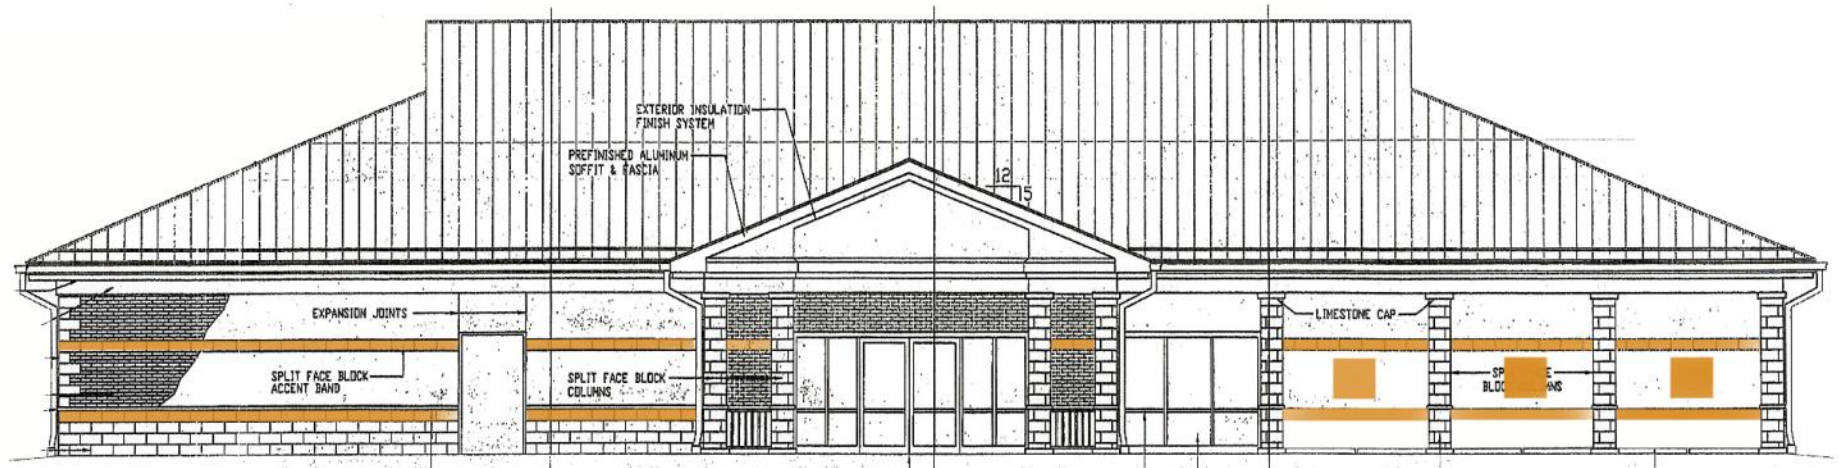 EXTERIOR INSULATION
FINISH SYSTEM
PREFINISHED ALUMINUM
SOFFIT & FASCIA
12
5
EXPANSION JOINTS
LIMESTONE CAP
SPLIT FACE BLOCK
ACCENT BAND
SPLIT FACE BLOCK
COLUMNS